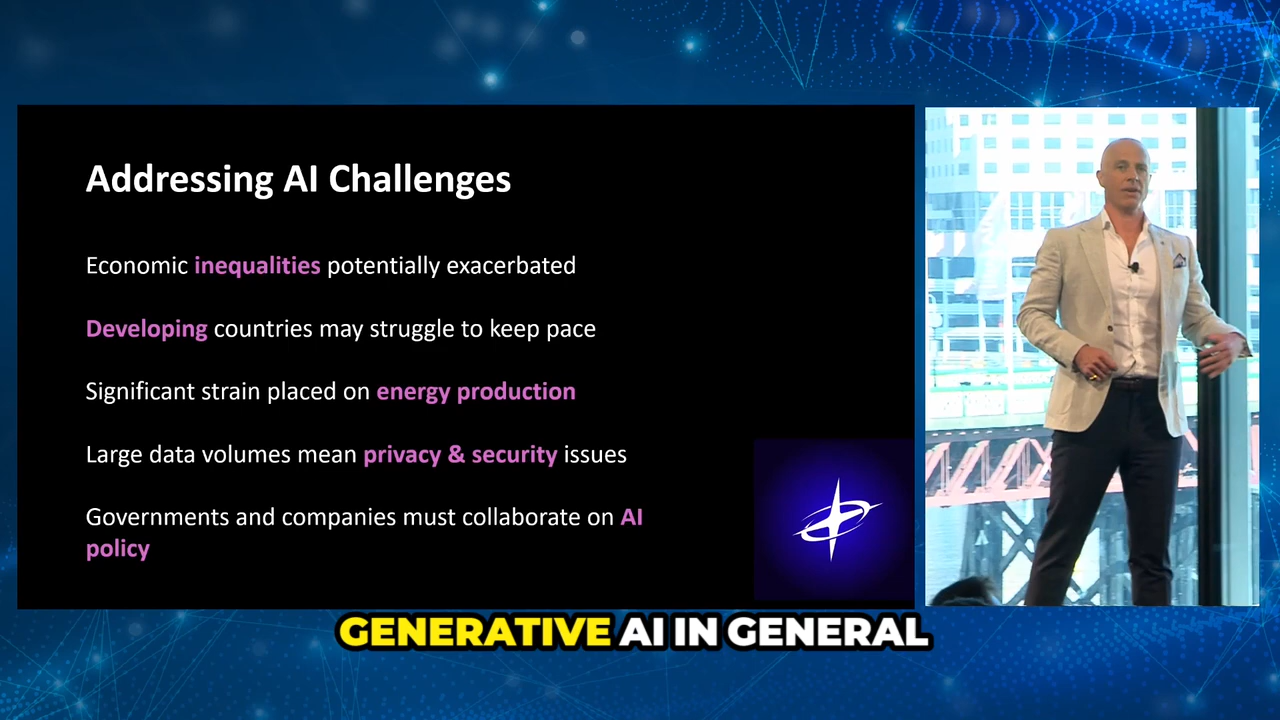 Addressing AI Challenges
Economic inequalities potentially exacerbated
Developing countries may struggle to keep pace
Significant strain placed on energy production
Large data volumes mean privacy & security issues
Governments and companies must collaborate on AI
policy
GENERATIVE AI IN GENERAL